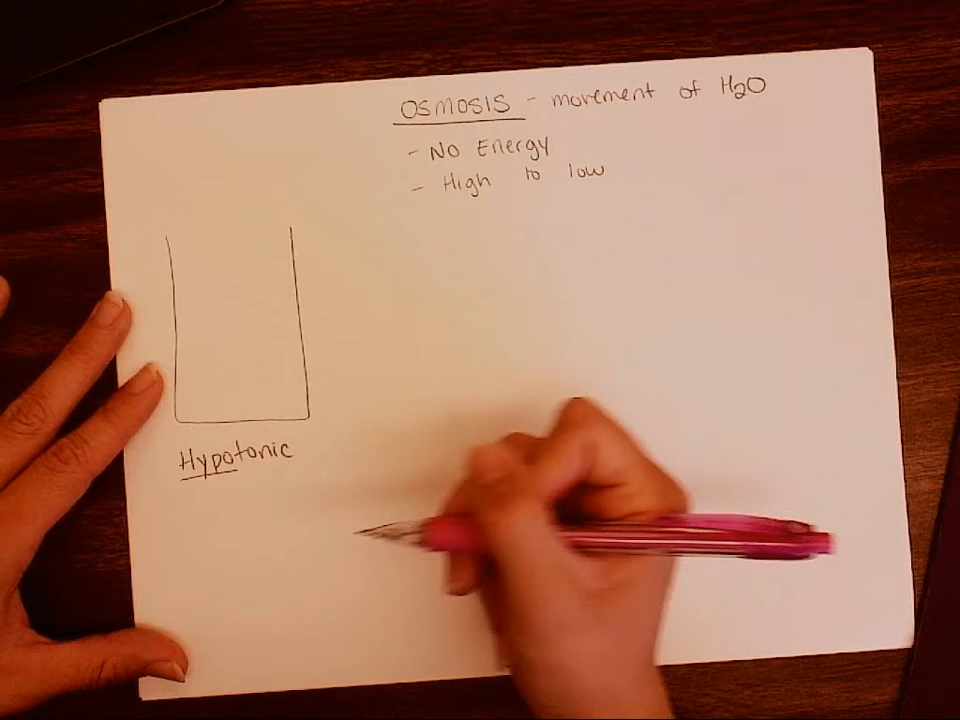 OSMOSIS - movement of H₂O
- NO Energy
- High to low
Hypotonic